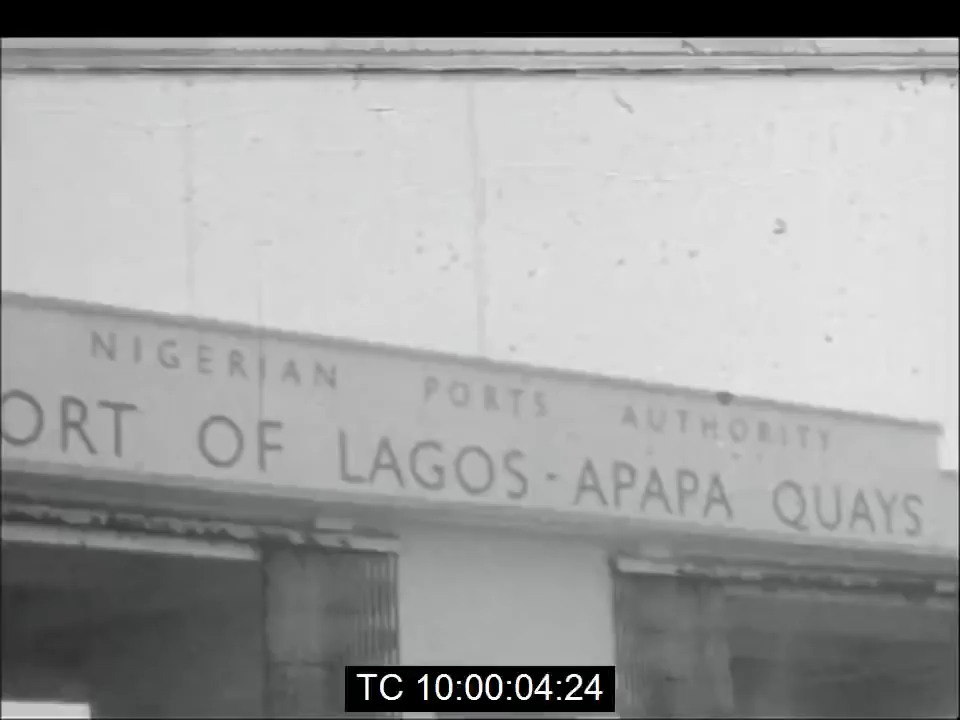 NIGERIAN PORTS AUTHORITY
ORT OF LAGOS - APAPA QUAYS
TC 10:00:04:24